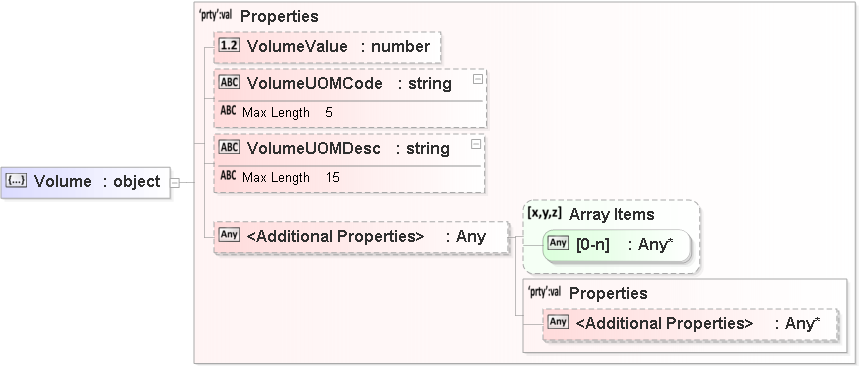 'prty':val Properties
1.2 VolumeValue : number
ABC VolumeUOMCode : string
ABC Max Length 5
ABC VolumeUOMDesc : string
ABC Max Length 15
{...} Volume : object
Any <Additional Properties> : Any
[x,y,z] Array Items
Any [0-n] : Any*
'prty':val Properties
Any <Additional Properties> : Any*